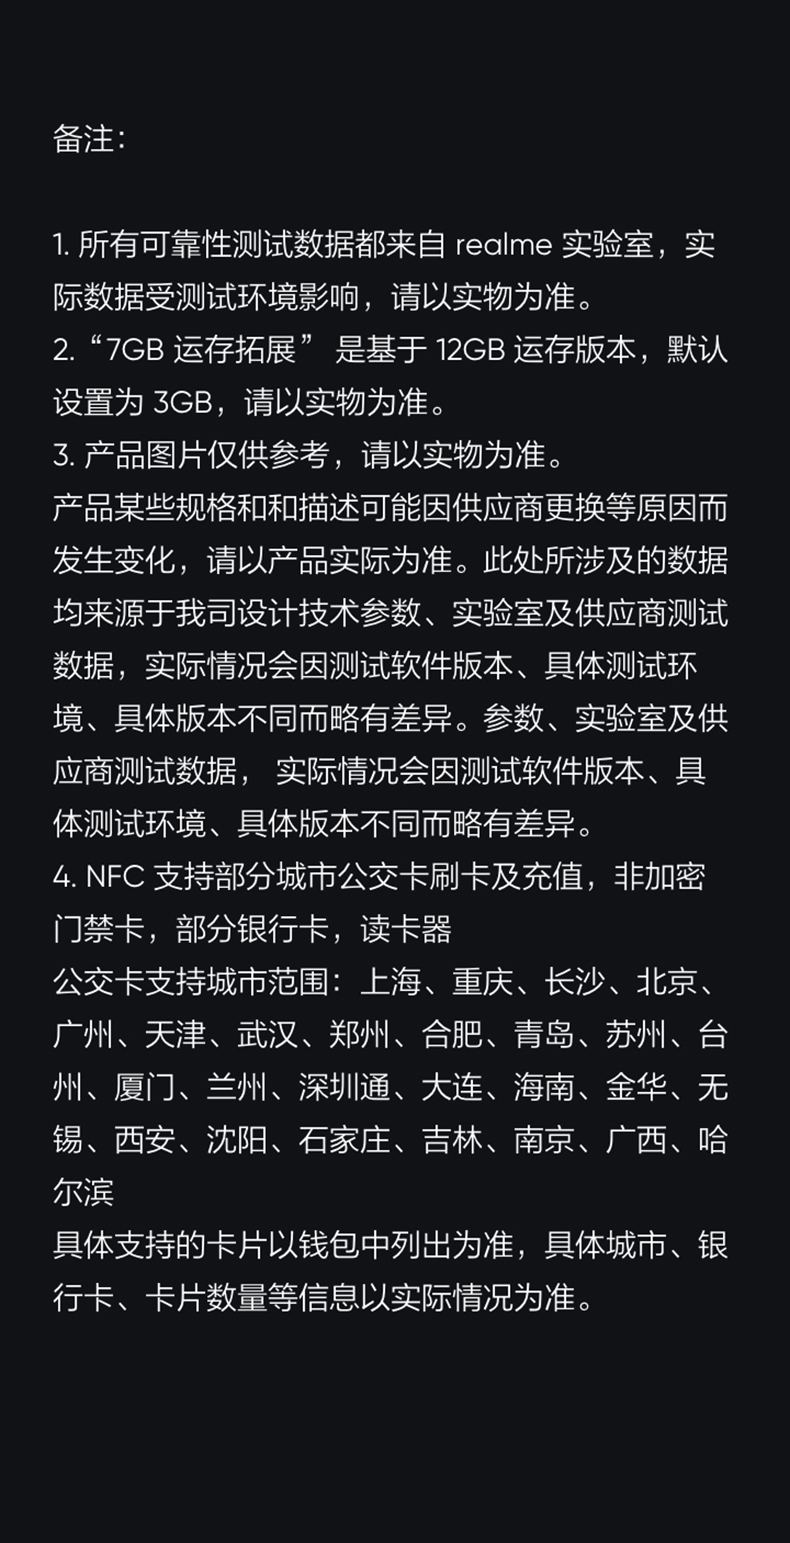 备注：
1. 所有可靠性测试数据都来自 realme 实验室，实
际数据受测试环境影响，请以实物为准。
2.“7GB 运存拓展” 是基于 12GB 运存版本，默认
设置为 3GB，请以实物为准。
3. 产品图片仅供参考，请以实物为准。
产品某些规格和和描述可能因供应商更换等原因而
发生变化，请以产品实际为准。此处所涉及的数据
均来源于我司设计技术参数、实验室及供应商测试
数据，实际情况会因测试软件版本、具体测试环
境、具体版本不同而略有差异。参数、实验室及供
应商测试数据， 实际情况会因测试软件版本、具
体测试环境、具体版本不同而略有差异。
4. NFC 支持部分城市公交卡刷卡及充值，非加密
门禁卡，部分银行卡，读卡器
公交卡支持城市范围：上海、重庆、长沙、北京、
广州、天津、武汉、郑州、合肥、青岛、苏州、台
州、厦门、兰州、深圳通、大连、海南、金华、无
锡、西安、沈阳、石家庄、吉林、南京、广西、哈
尔滨
具体支持的卡片以钱包中列出为准，具体城市、银
行卡、卡片数量等信息以实际情况为准。